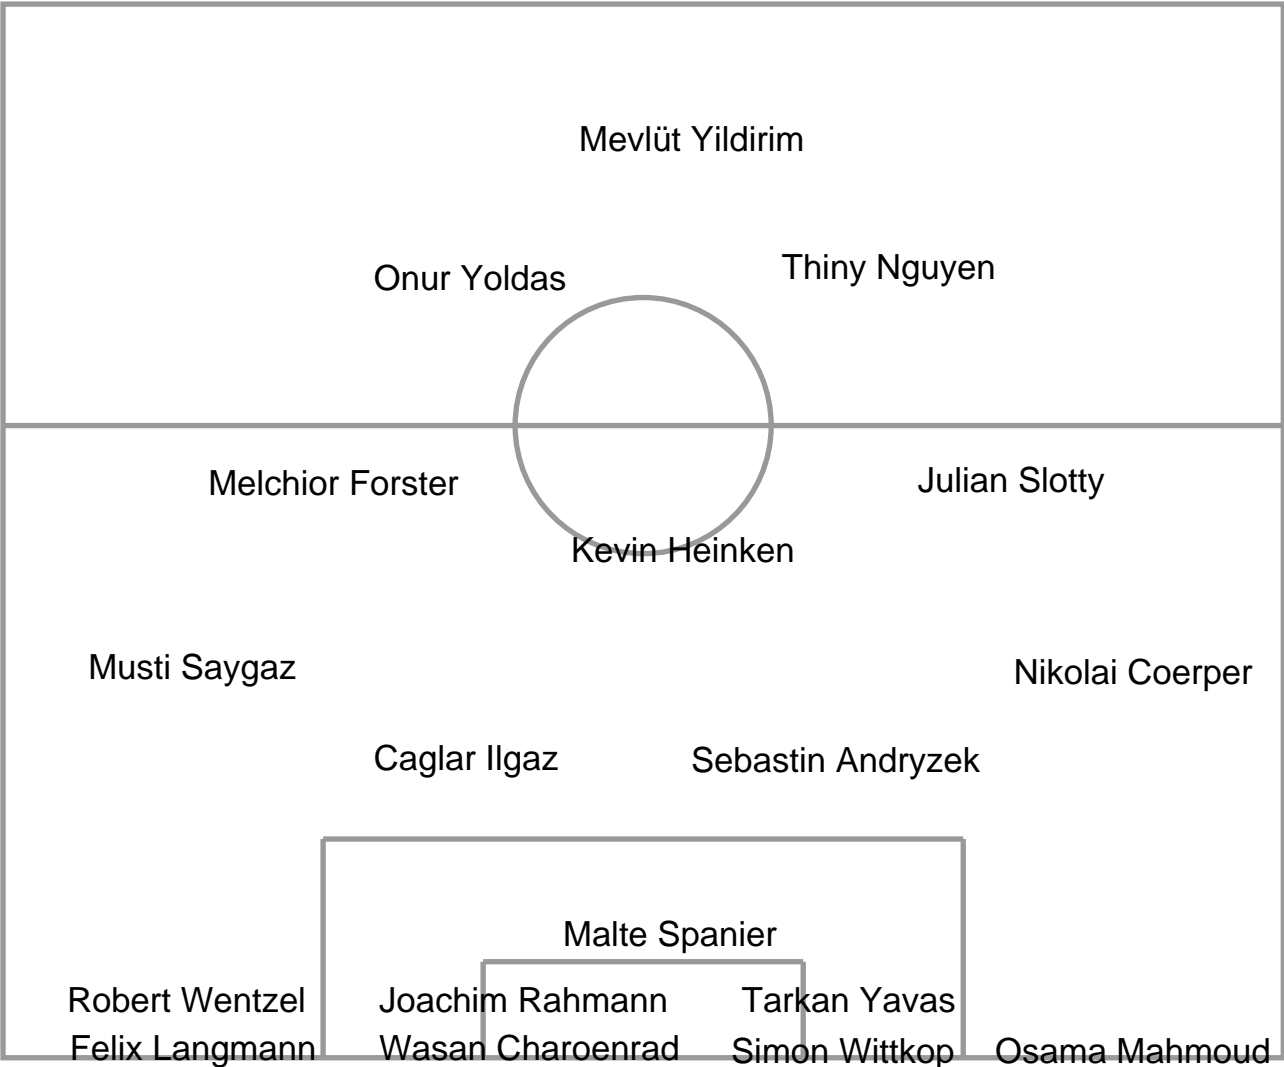 Mevlüt Yildirim
Onur Yoldas
Thiny Nguyen
Melchior Forster
Julian Slotty
Kevin Heinken
Musti Saygaz
Nikolai Coerper
Caglar Ilgaz
Sebastin Andryzek
Malte Spanier
Robert Wentzel
Joachim Rahmann
Tarkan Yavas
Felix Langmann
Wasan Charoenrad
Simon Wittkop
Osama Mahmoud